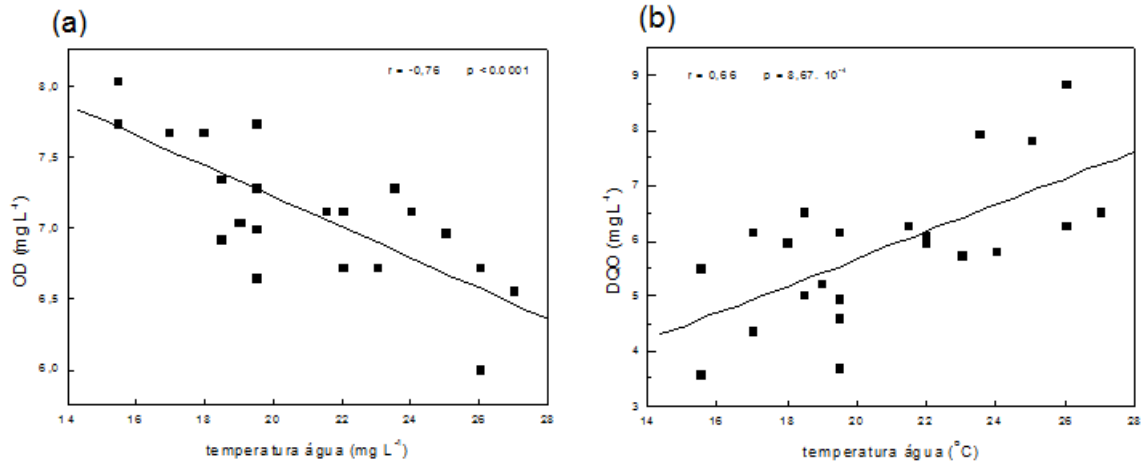 (a)
r = -0,76 p < 0.0001
8,0
7,5
7,0
6,5
6,0
OD (mg L⁻¹)
14 16 18 20 22 24 26 28
temperatura água (mg L⁻¹)
(b)
r = 0,66 p = 8,67. 10⁻⁴
9
8
7
6
5
4
3
DQO (mg L⁻¹)
14 16 18 20 22 24 26 28
temperatura água (°C)